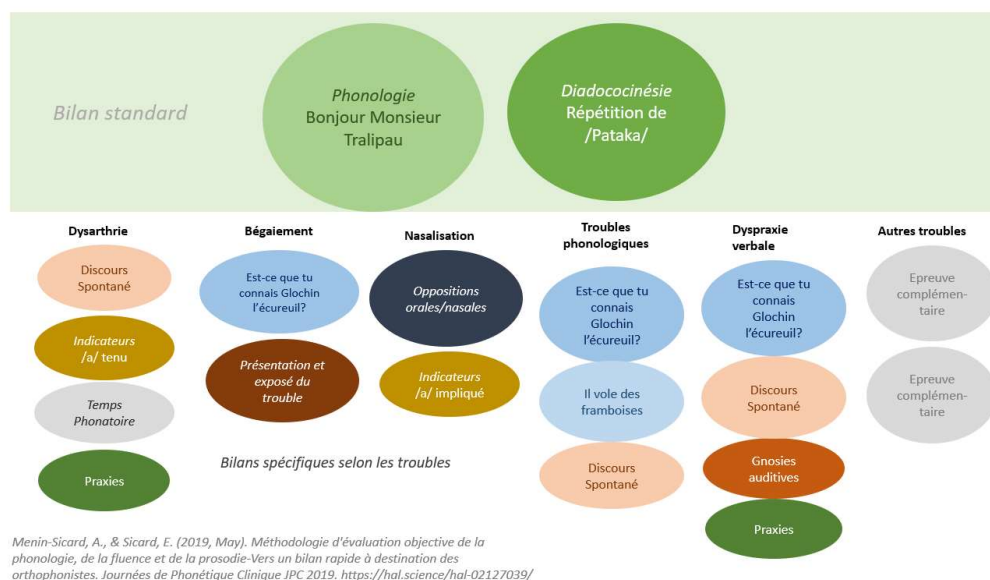 Bilan standard
Phonologie
Bonjour Monsieur
Tralipau
Diadococinésie
Répétition de
/Pataka/
Dysarthrie
Discours
Spontané
Indicateurs
/a/ tenu
Temps
Phonatoire
Praxies
Bégaiement
Est-ce que tu
connais Glochin
l'écureuil?
Présentation et
exposé du
trouble
Nasalisation
Oppositions
orales/nasales
Indicateurs
/a/ impliqué
Bilans spécifiques selon les troubles
Troubles
phonologiques
Est-ce que tu
connais
Glochin
l'écureuil?
Il vole des
framboises
Discours
Spontané
Dyspraxie
verbale
Est-ce que tu
connais
Glochin
l'écureuil?
Discours
Spontané
Gnosies
auditives
Praxies
Autres troubles
Epreuve
complémen-
taire
Epreuve
complémen-
taire
Menin-Sicard, A., & Sicard, E. (2019, May). Méthodologie d'évaluation objective de la
phonologie, de la fluence et de la prosodie-Vers un bilan rapide à destination des
orthophonistes. Journées de Phonétique Clinique JPC 2019. https://hal.science/hal-02127039/